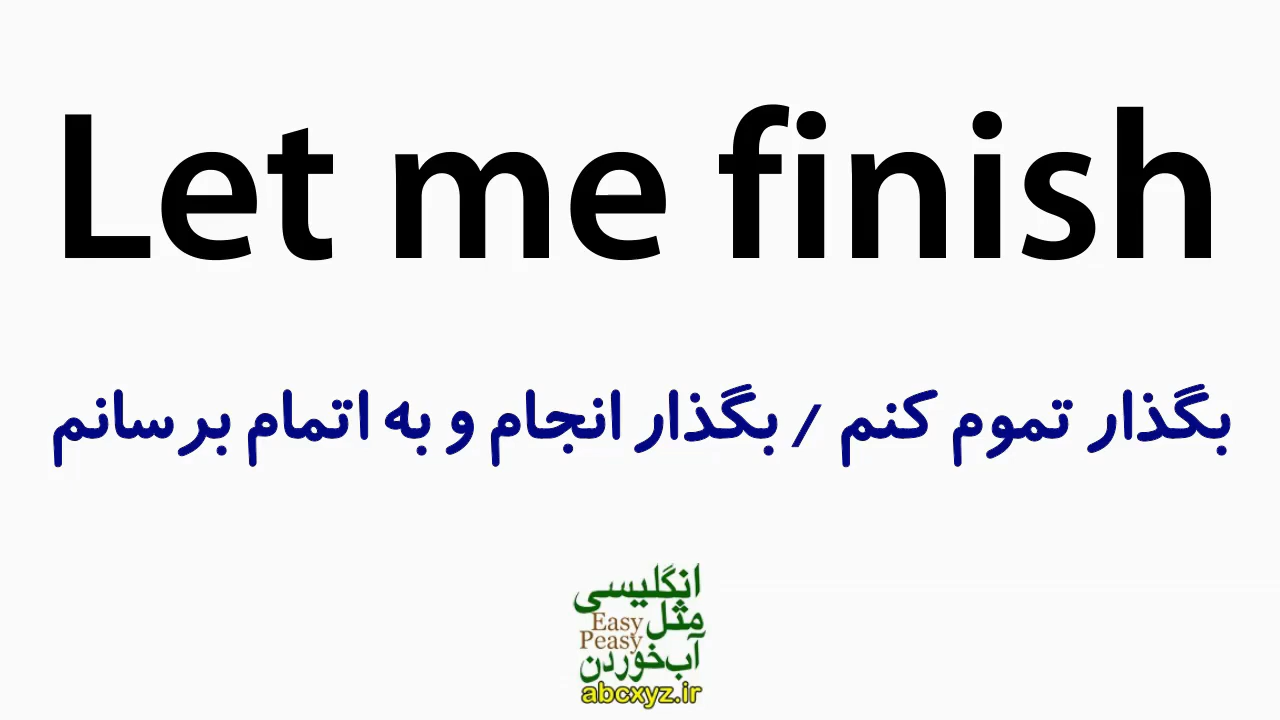 Let me finish
بگذار تموم کنم / بگذار انجام و به اتمام برسانم
انگلیسی
مثل
Easy
Peasy
آب‌خوردن
abcxyz.ir